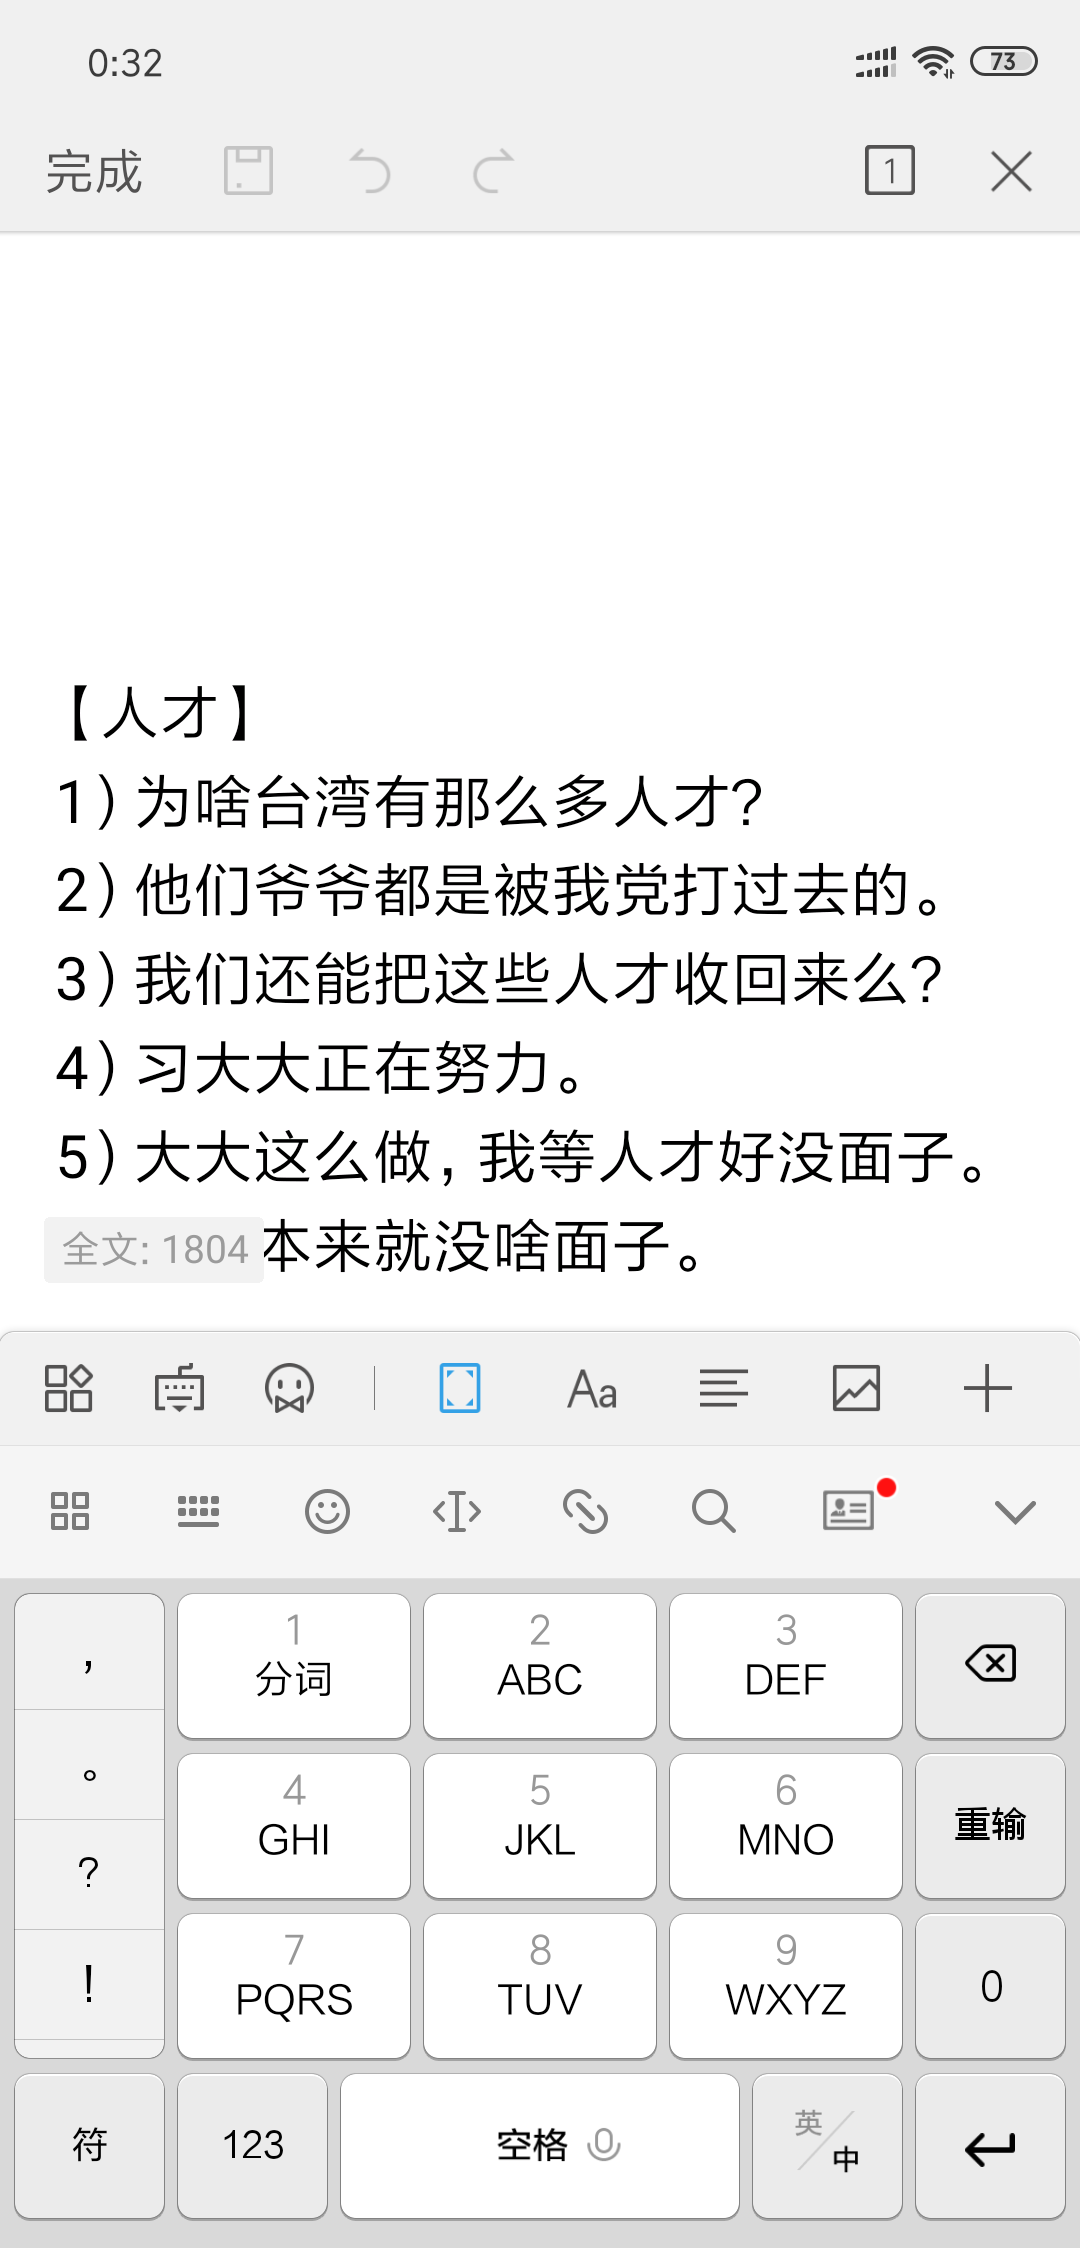 0:32
73
完成
1
【人才】
1）为啥台湾有那么多人才？
2）他们爷爷都是被我党打过去的。
3）我们还能把这些人才收回来么？
4）习大大正在努力。
5）大大这么做，我等人才好没面子。
全文: 1804 本来就没啥面子。
Aa
， 1 分词 2 ABC 3 DEF
。 4 GHI 5 JKL 6 MNO 重输
？ 7 PQRS 8 TUV 9 WXYZ 0
！
符 123 空格 英/中